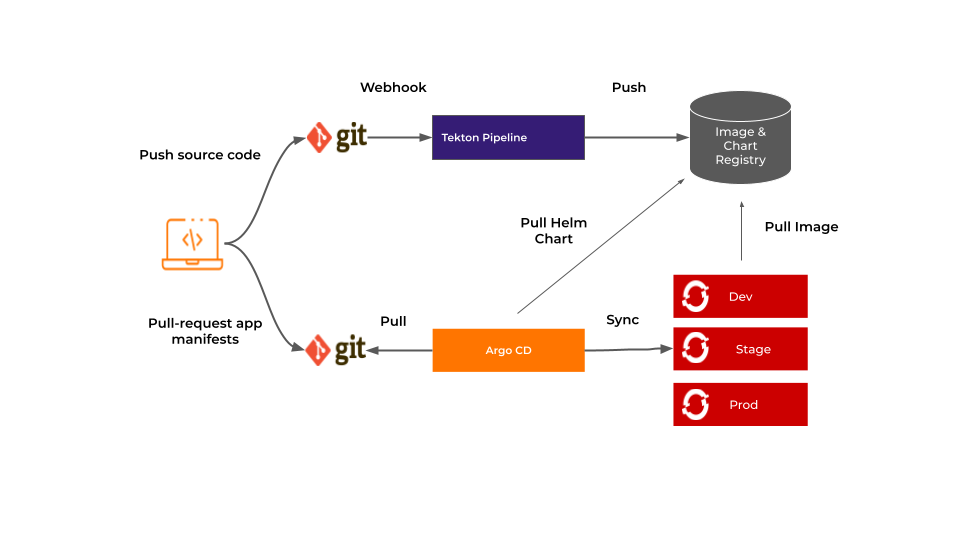 Webhook
Push
Push source code
git
Tekton Pipeline
Image &
Chart
Registry
Pull Helm
Chart
Pull Image
Pull-request app
manifests
git
Pull
Argo CD
Sync
Dev
Stage
Prod